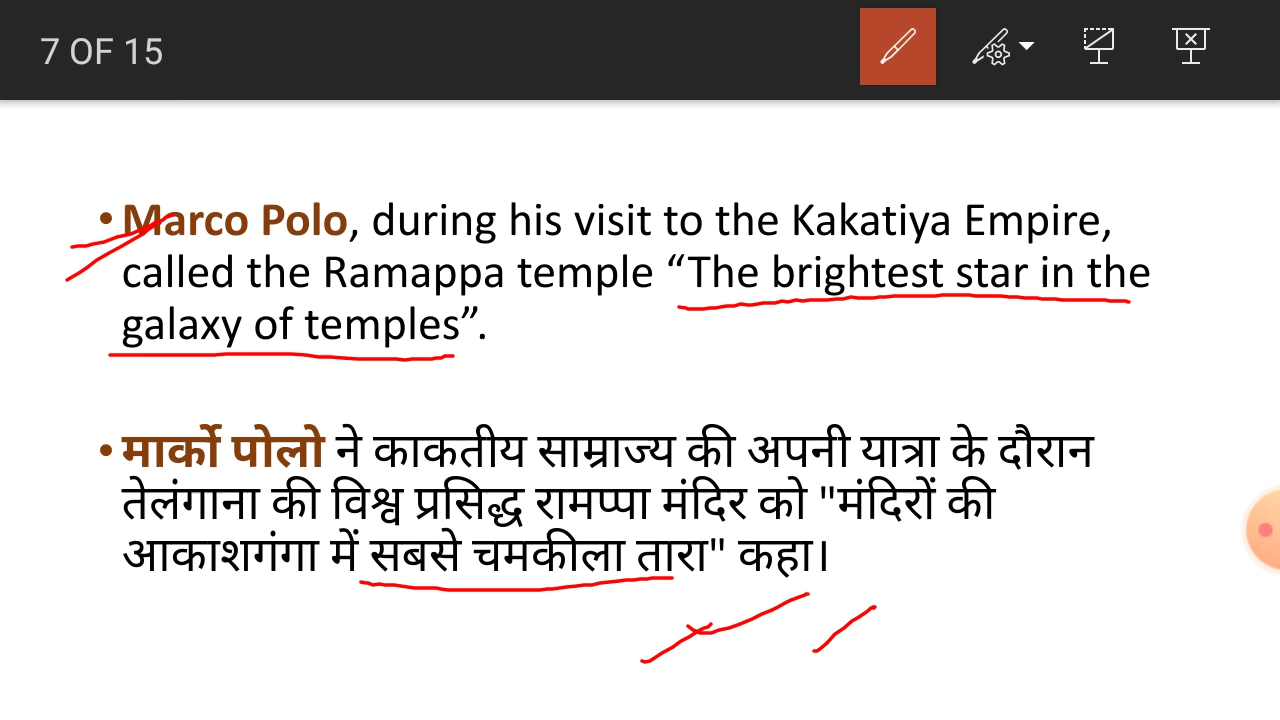 7 OF 15
• Marco Polo, during his visit to the Kakatiya Empire,
called the Ramappa temple “The brightest star in the
galaxy of temples”.
• मार्को पोलो ने काकतीय साम्राज्य की अपनी यात्रा के दौरान
तेलंगाना की विश्व प्रसिद्ध रामप्पा मंदिर को "मंदिरों की
आकाशगंगा में सबसे चमकीला तारा" कहा।